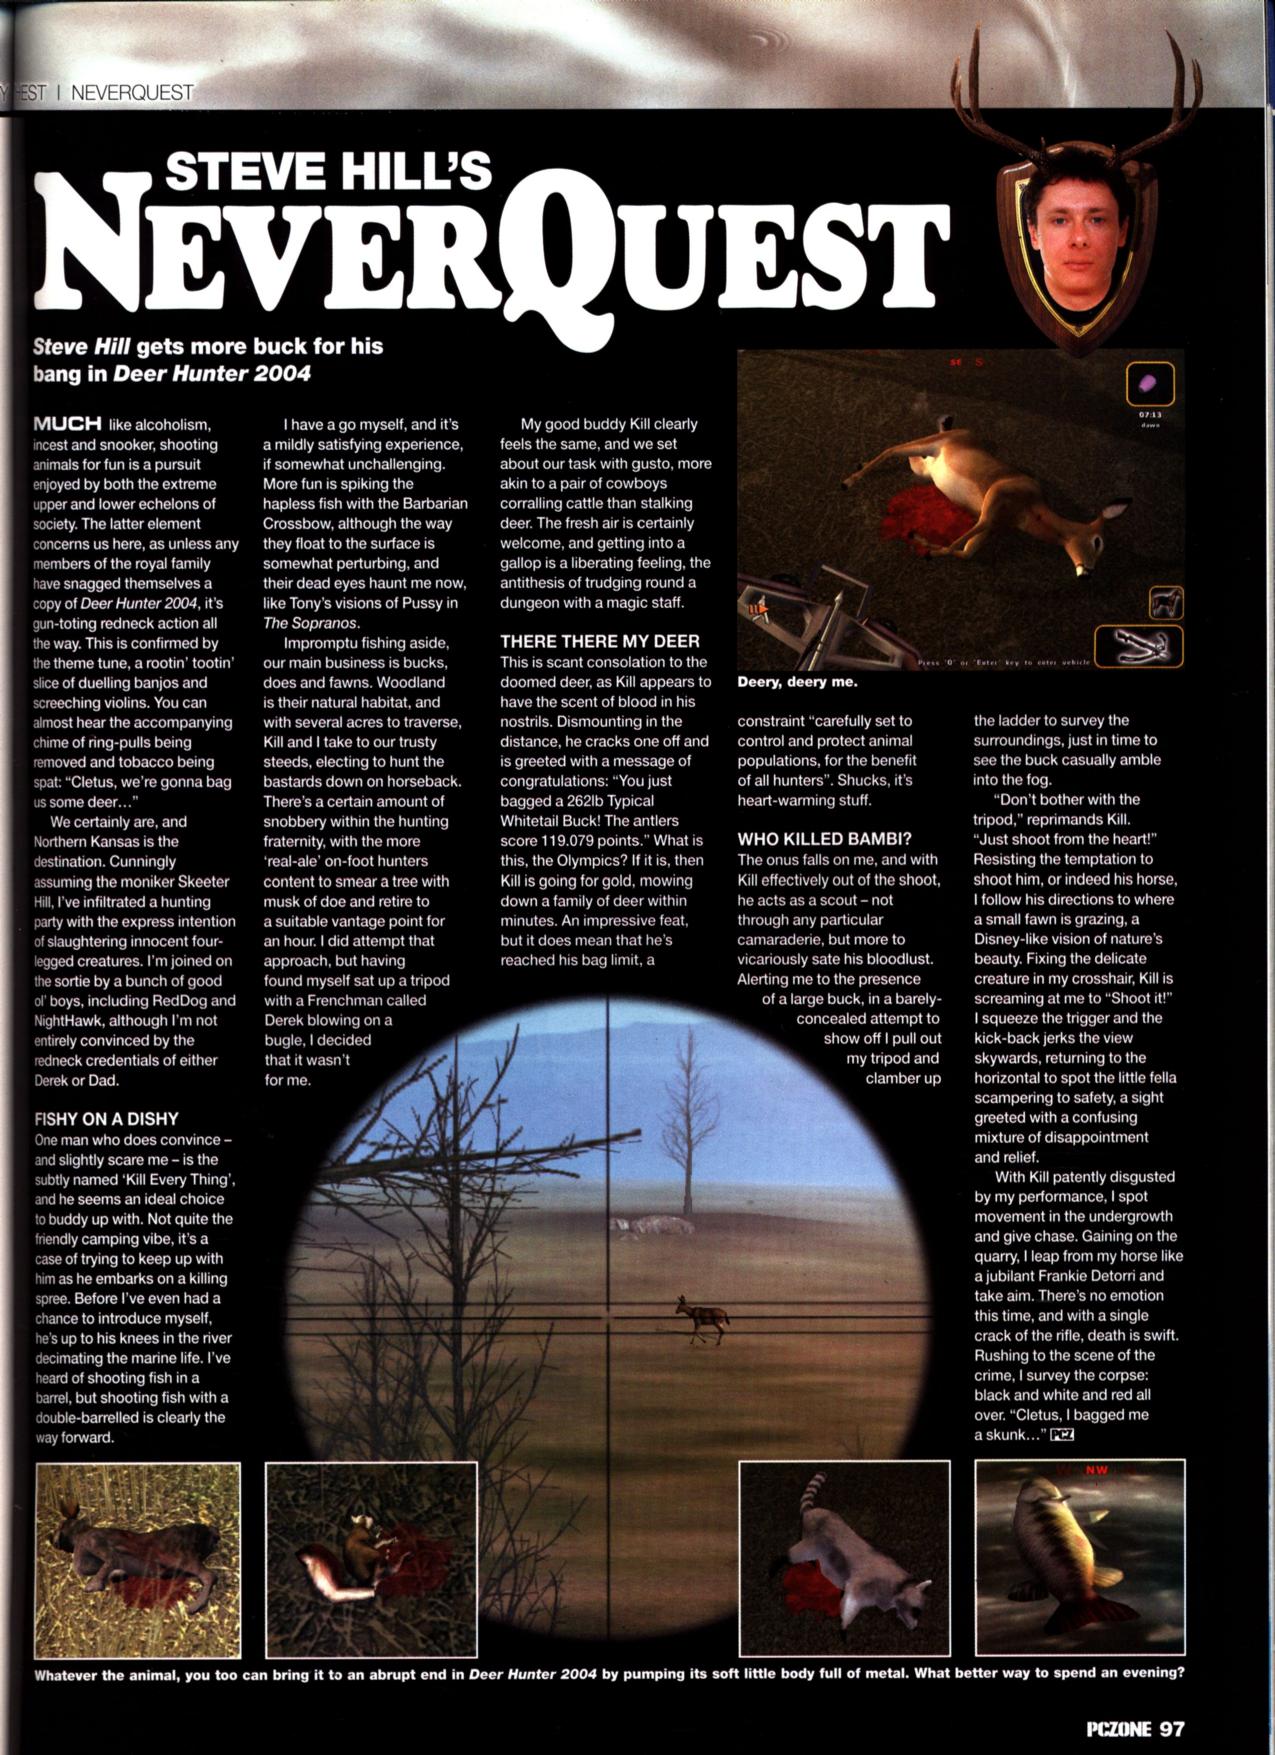 EST | NEVERQUEST
STEVE HILL'S
NEVERQUEST
Steve Hill gets more buck for his
bang in Deer Hunter 2004
MUCH like alcoholism,
incest and snooker, shooting
animals for fun is a pursuit
enjoyed by both the extreme
upper and lower echelons of
society. The latter element
concerns us here, as unless any
members of the royal family
have snagged themselves a
copy of Deer Hunter 2004, it's
gun-toting redneck action all
the way. This is confirmed by
the theme tune, a rootin' tootin'
slice of duelling banjos and
screeching violins. You can
almost hear the accompanying
chime of ring-pulls being
removed and tobacco being
spat: "Cletus, we're gonna bag
us some deer..."
We certainly are, and
Northern Kansas is the
destination. Cunningly
assuming the moniker Skeeter
Hill, I've infiltrated a hunting
party with the express intention
of slaughtering innocent four-
legged creatures. I'm joined on
the sortie by a bunch of good
ol' boys, including RedDog and
NightHawk, although I'm not
entirely convinced by the
redneck credentials of either
Derek or Dad.
FISHY ON A DISHY
One man who does convince –
and slightly scare me – is the
subtly named 'Kill Every Thing',
and he seems an ideal choice
to buddy up with. Not quite the
friendly camping vibe, it's a
case of trying to keep up with
him as he embarks on a killing
spree. Before I've even had a
chance to introduce myself,
he's up to his knees in the river
decimating the marine life. I've
heard of shooting fish in a
barrel, but shooting fish with a
double-barrelled is clearly the
way forward.
I have a go myself, and it's
a mildly satisfying experience,
if somewhat unchallenging.
More fun is spiking the
hapless fish with the Barbarian
Crossbow, although the way
they float to the surface is
somewhat perturbing, and
their dead eyes haunt me now,
like Tony's visions of Pussy in
The Sopranos.
Impromptu fishing aside,
our main business is bucks,
does and fawns. Woodland
is their natural habitat, and
with several acres to traverse,
Kill and I take to our trusty
steeds, electing to hunt the
bastards down on horseback.
There's a certain amount of
snobbery within the hunting
fraternity, with the more
'real-ale' on-foot hunters
content to smear a tree with
musk of doe and retire to
a suitable vantage point for
an hour. I did attempt that
approach, but having
found myself sat up a tripod
with a Frenchman called
Derek blowing on a
bugle, I decided
that it wasn't
for me.
My good buddy Kill clearly
feels the same, and we set
about our task with gusto, more
akin to a pair of cowboys
corralling cattle than stalking
deer. The fresh air is certainly
welcome, and getting into a
gallop is a liberating feeling, the
antithesis of trudging round a
dungeon with a magic staff.
THERE THERE MY DEER
This is scant consolation to the
doomed deer, as Kill appears to
have the scent of blood in his
nostrils. Dismounting in the
distance, he cracks one off and
is greeted with a message of
congratulations: "You just
bagged a 262lb Typical
Whitetail Buck! The antlers
score 119.079 points." What is
this, the Olympics? If it is, then
Kill is going for gold, mowing
down a family of deer within
minutes. An impressive feat,
but it does mean that he's
reached his bag limit, a
SE S
07:13
dawn
Press 'O' or 'Enter' key to enter vehicle
Deery, deery me.
constraint "carefully set to
control and protect animal
populations, for the benefit
of all hunters". Shucks, it's
heart-warming stuff.
WHO KILLED BAMBI?
The onus falls on me, and with
Kill effectively out of the shoot,
he acts as a scout – not
through any particular
camaraderie, but more to
vicariously sate his bloodlust.
Alerting me to the presence
of a large buck, in a barely-
concealed attempt to
show off I pull out
my tripod and
clamber up
the ladder to survey the
surroundings, just in time to
see the buck casually amble
into the fog.
"Don't bother with the
tripod," reprimands Kill.
"Just shoot from the heart!"
Resisting the temptation to
shoot him, or indeed his horse,
I follow his directions to where
a small fawn is grazing, a
Disney-like vision of nature's
beauty. Fixing the delicate
creature in my crosshair, Kill is
screaming at me to "Shoot it!"
I squeeze the trigger and the
kick-back jerks the view
skywards, returning to the
horizontal to spot the little fella
scampering to safety, a sight
greeted with a confusing
mixture of disappointment
and relief.
With Kill patently disgusted
by my performance, I spot
movement in the undergrowth
and give chase. Gaining on the
quarry, I leap from my horse like
a jubilant Frankie Detorri and
take aim. There's no emotion
this time, and with a single
crack of the rifle, death is swift.
Rushing to the scene of the
crime, I survey the corpse:
black and white and red all
over. "Cletus, I bagged me
a skunk..." PCZ
NW
Whatever the animal, you too can bring it to an abrupt end in Deer Hunter 2004 by pumping its soft little body full of metal. What better way to spend an evening?
PCZONE 97